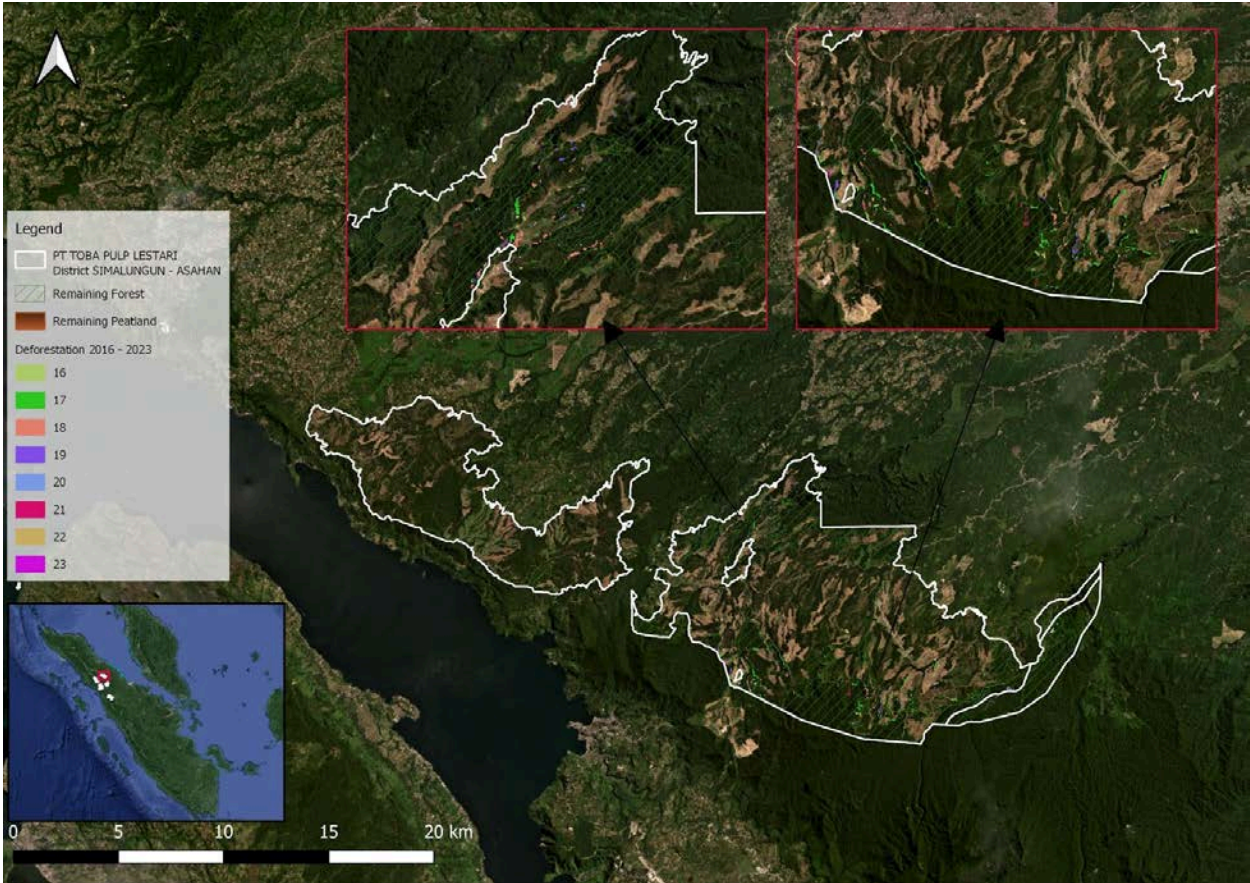 Legend
PT TOBA PULP LESTARI
District SIMALUNGUN - ASAHAN
Remaining Forest
Remaining Peatland
Deforestation 2016 - 2023
16
17
18
19
20
21
22
23
0 5 10 15 20 km